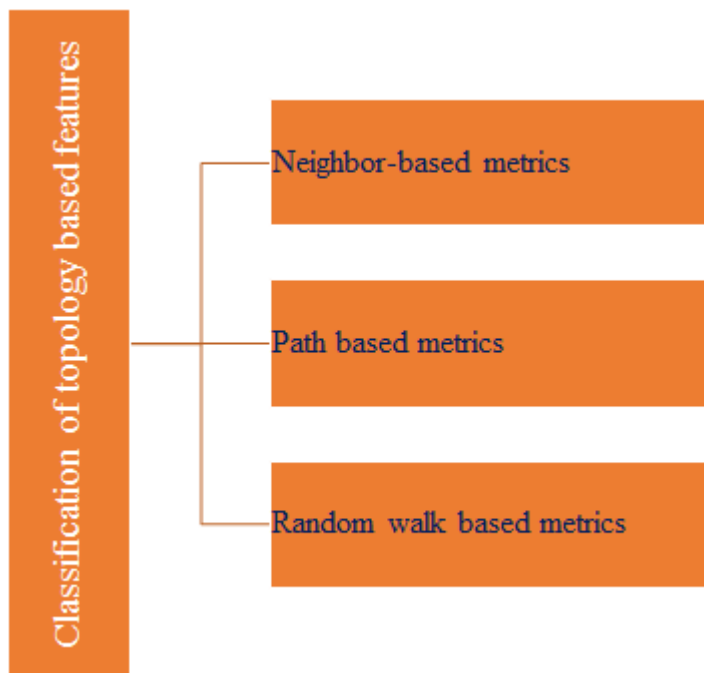 Classification of topology based features
Neighbor-based metrics
Path based metrics
Random walk based metrics